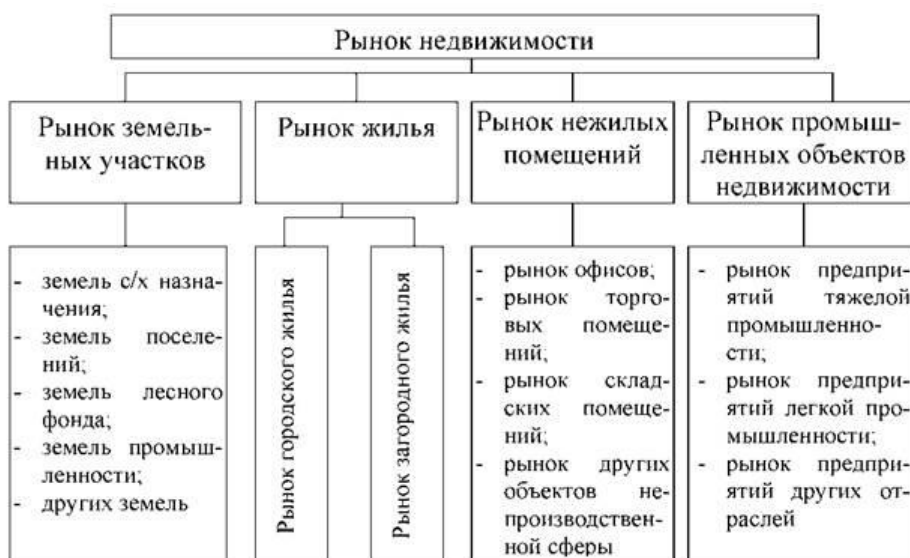 Рынок недвижимости
Рынок земель-
ных участков
Рынок жилья
Рынок нежилых
помещений
Рынок промыш-
ленных объектов
недвижимости
- земель с/х назна-
чения;
- земель поселе-
ний;
- земель лесного
фонда;
- земель промыш-
ленности;
- других земель
Рынок городского жилья
Рынок загородного жилья
- рынок офисов;
- рынок торго-
вых помеще-
ний;
- рынок склад-
ских помеще-
ний;
- рынок других
объектов не-
производствен-
ной сферы
- рынок предпри-
ятий тяжелой
промышленно-
сти;
- рынок предпри-
ятий легкой про-
мышленности;
- рынок предпри-
ятий других от-
раслей